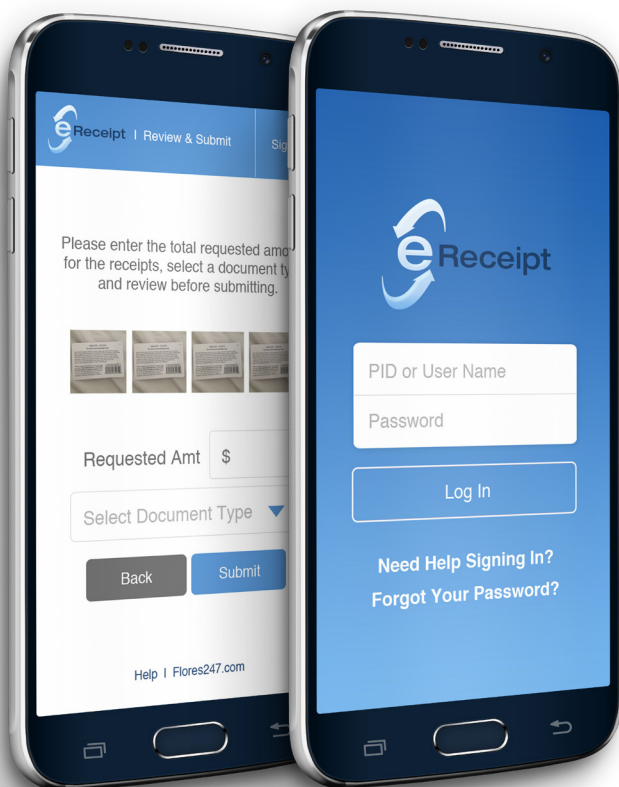 eReceipt | Review & Submit
Sig
Please enter the total requested amo
for the receipts, select a document ty
and review before submitting.
Requested Amt $
Select Document Type
Back Submit
Help | Flores247.com
eReceipt
PID or User Name
Password
Log In
Need Help Signing In?
Forgot Your Password?